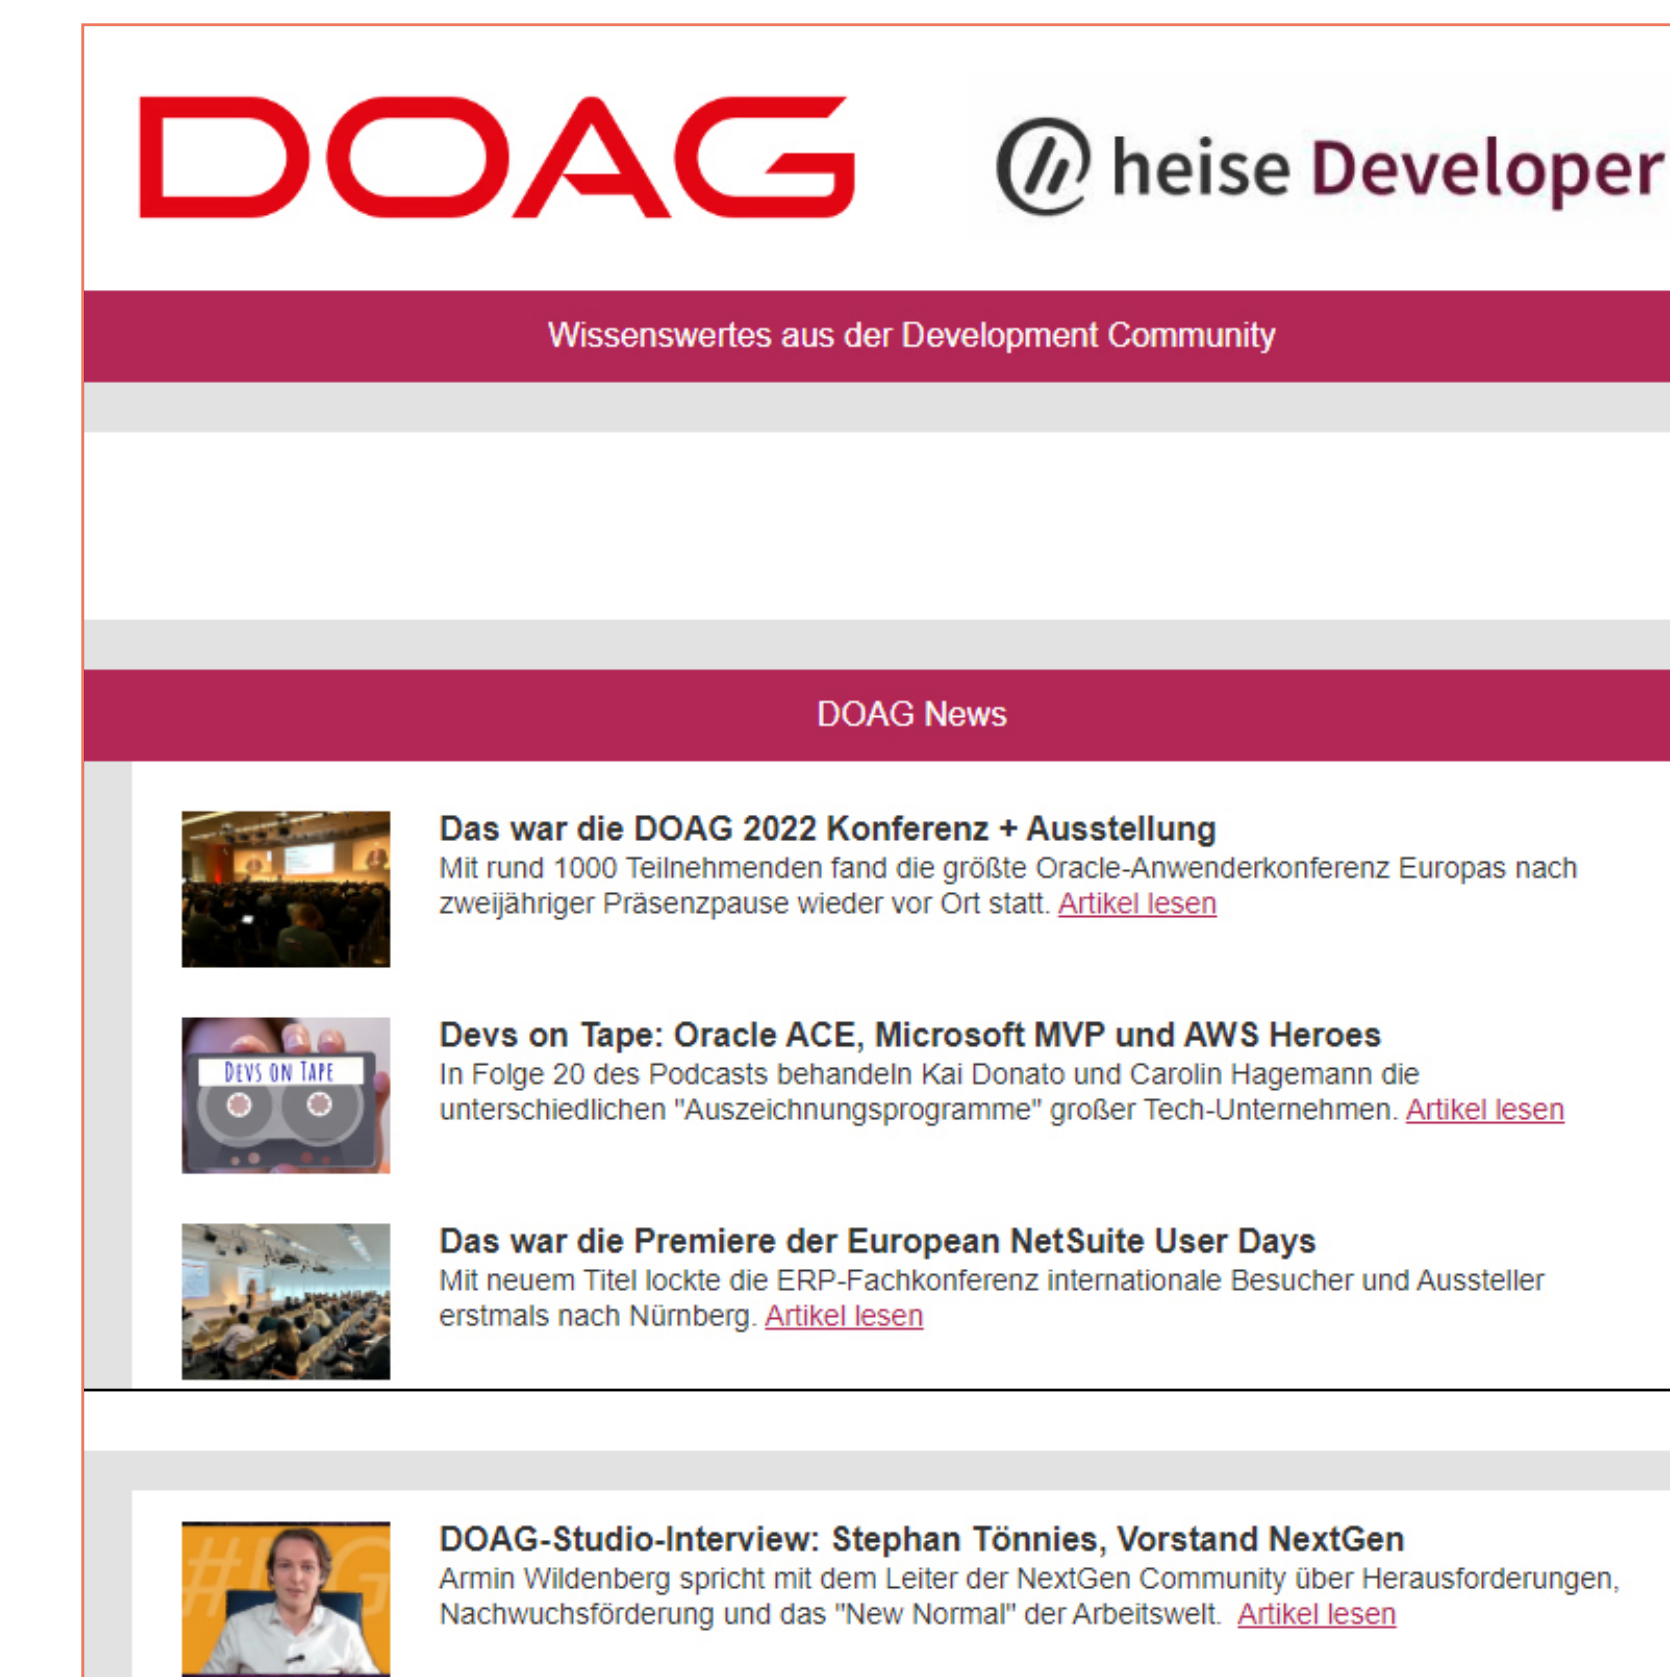 DOAG
heise Developer
Wissenswertes aus der Development Community
DOAG News
Das war die DOAG 2022 Konferenz + Ausstellung
Mit rund 1000 Teilnehmenden fand die größte Oracle-Anwenderkonferenz Europas nach
zweijähriger Präsenzpause wieder vor Ort statt. Artikel lesen
DEVS ON TAPE
Devs on Tape: Oracle ACE, Microsoft MVP und AWS Heroes
In Folge 20 des Podcasts behandeln Kai Donato und Carolin Hagemann die
unterschiedlichen "Auszeichnungsprogramme" großer Tech-Unternehmen. Artikel lesen
Das war die Premiere der European NetSuite User Days
Mit neuem Titel lockte die ERP-Fachkonferenz internationale Besucher und Aussteller
erstmals nach Nürnberg. Artikel lesen
DOAG-Studio-Interview: Stephan Tönnies, Vorstand NextGen
Armin Wildenberg spricht mit dem Leiter der NextGen Community über Herausforderungen,
Nachwuchsförderung und das "New Normal" der Arbeitswelt. Artikel lesen